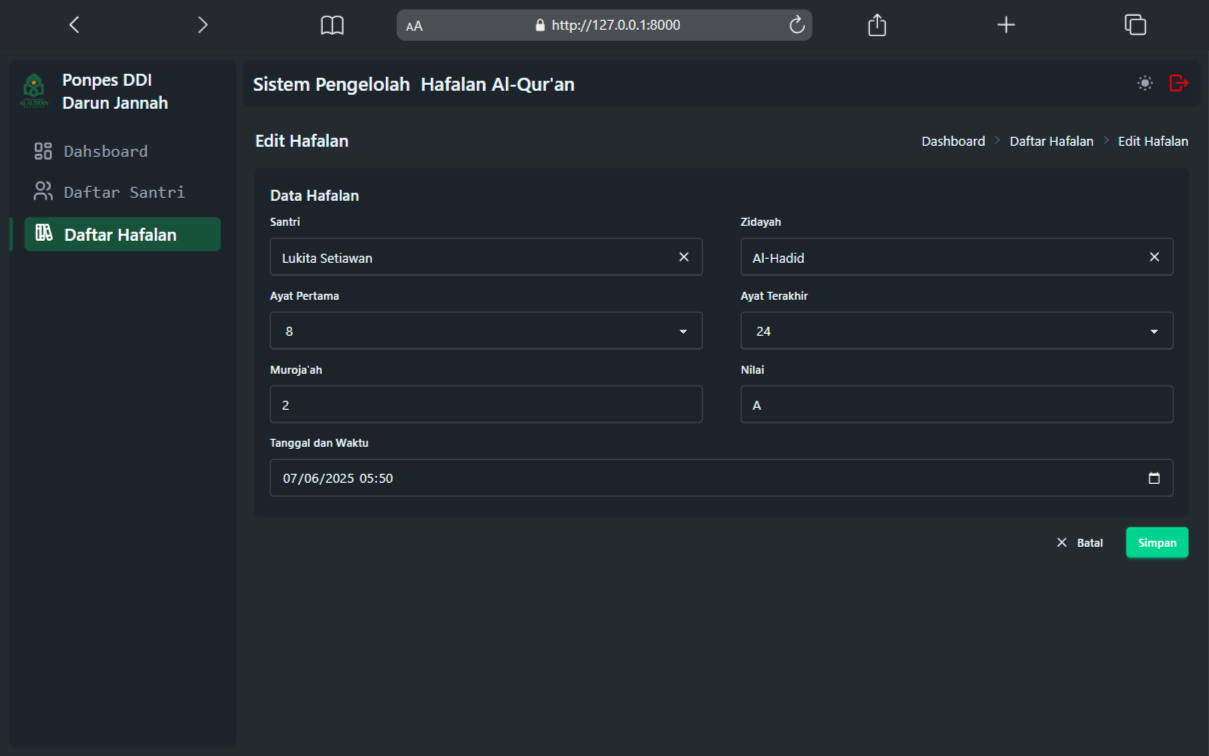 AA
http://127.0.0.1:8000
Ponpes DDI
Darun Jannah
Dahsboard
Daftar Santri
Daftar Hafalan
Sistem Pengelolah Hafalan Al-Qur'an
Edit Hafalan
Dashboard
Daftar Hafalan
Edit Hafalan
Data Hafalan
Santri
Zidayah
Lukita Setiawan
Al-Hadid
Ayat Pertama
Ayat Terakhir
8
24
Muroja'ah
Nilai
2
A
Tanggal dan Waktu
07/06/2025 05:50
Batal
Simpan